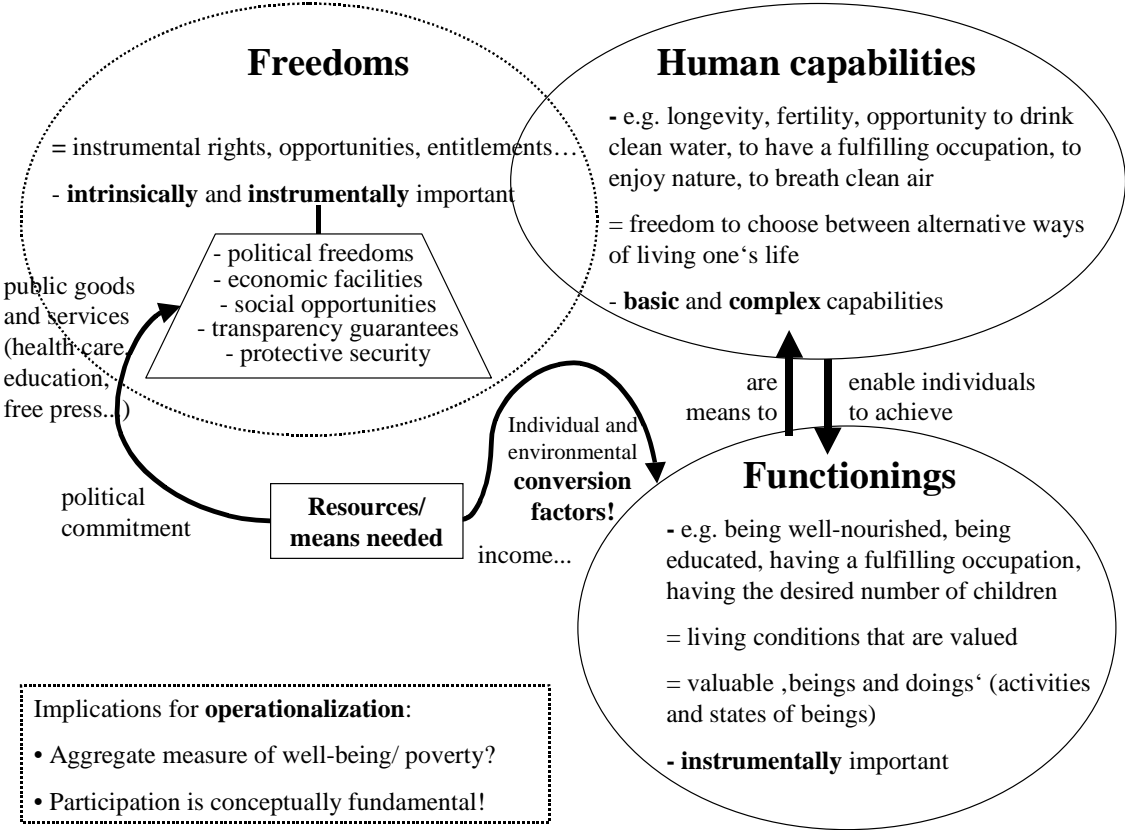 Freedoms
= instrumental rights, opportunities, entitlements…
- intrinsically and instrumentally important
- political freedoms
- economic facilities
- social opportunities
- transparency guarantees
- protective security
public goods
and services
(health care,
education,
free press...)
political
commitment
Resources/
means needed
Individual and
environmental
conversion
factors!
income...
Human capabilities
- e.g. longevity, fertility, opportunity to drink
clean water, to have a fulfilling occupation, to
enjoy nature, to breath clean air
= freedom to choose between alternative ways
of living one‘s life
- basic and complex capabilities
are
means to
enable individuals
to achieve
Functionings
- e.g. being well-nourished, being
educated, having a fulfilling occupation,
having the desired number of children
= living conditions that are valued
= valuable ‚beings and doings‘ (activities
and states of beings)
- instrumentally important
Implications for operationalization:
• Aggregate measure of well-being/ poverty?
• Participation is conceptually fundamental!